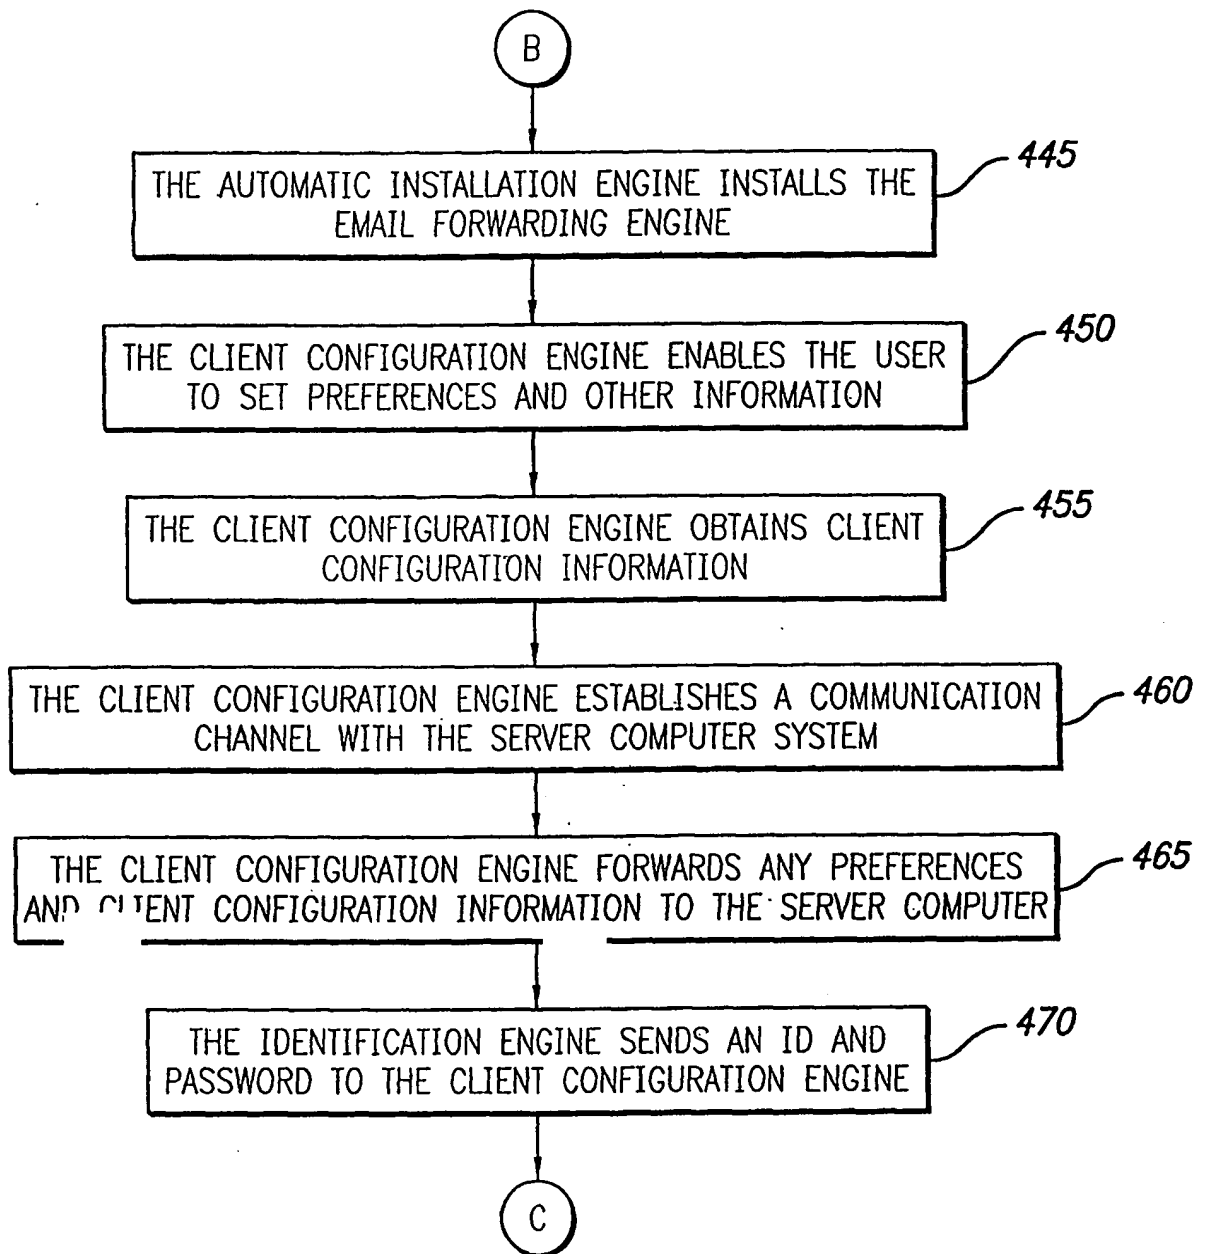 B
THE AUTOMATIC INSTALLATION ENGINE INSTALLS THE
EMAIL FORWARDING ENGINE
445
THE CLIENT CONFIGURATION ENGINE ENABLES THE USER
TO SET PREFERENCES AND OTHER INFORMATION
450
THE CLIENT CONFIGURATION ENGINE OBTAINS CLIENT
CONFIGURATION INFORMATION
455
THE CLIENT CONFIGURATION ENGINE ESTABLISHES A COMMUNICATION
CHANNEL WITH THE SERVER COMPUTER SYSTEM
460
THE CLIENT CONFIGURATION ENGINE FORWARDS ANY PREFERENCES
AND CLIENT CONFIGURATION INFORMATION TO THE SERVER COMPUTER
465
THE IDENTIFICATION ENGINE SENDS AN ID AND
PASSWORD TO THE CLIENT CONFIGURATION ENGINE
470
C